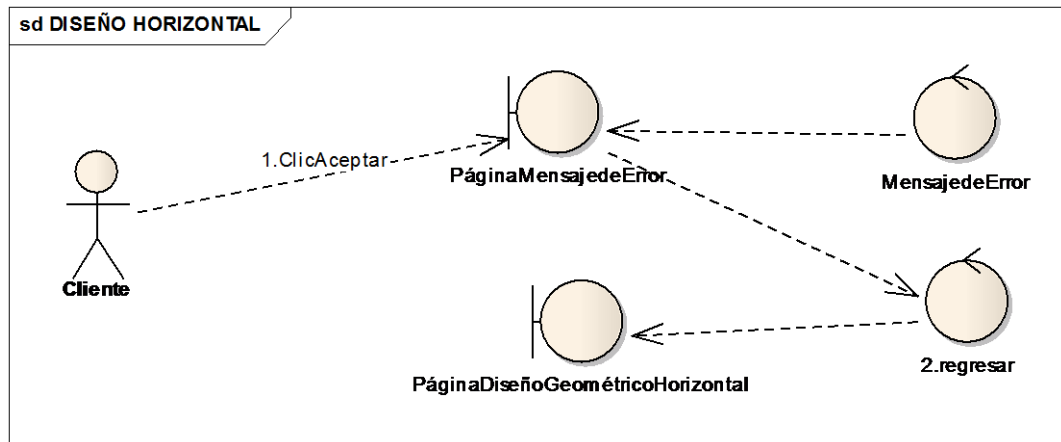 sd DISEÑO HORIZONTAL
1.ClicAceptar
PáginaMensajedeError
MensajedeError
Cliente
PáginaDiseñoGeométricoHorizontal
2.regresar